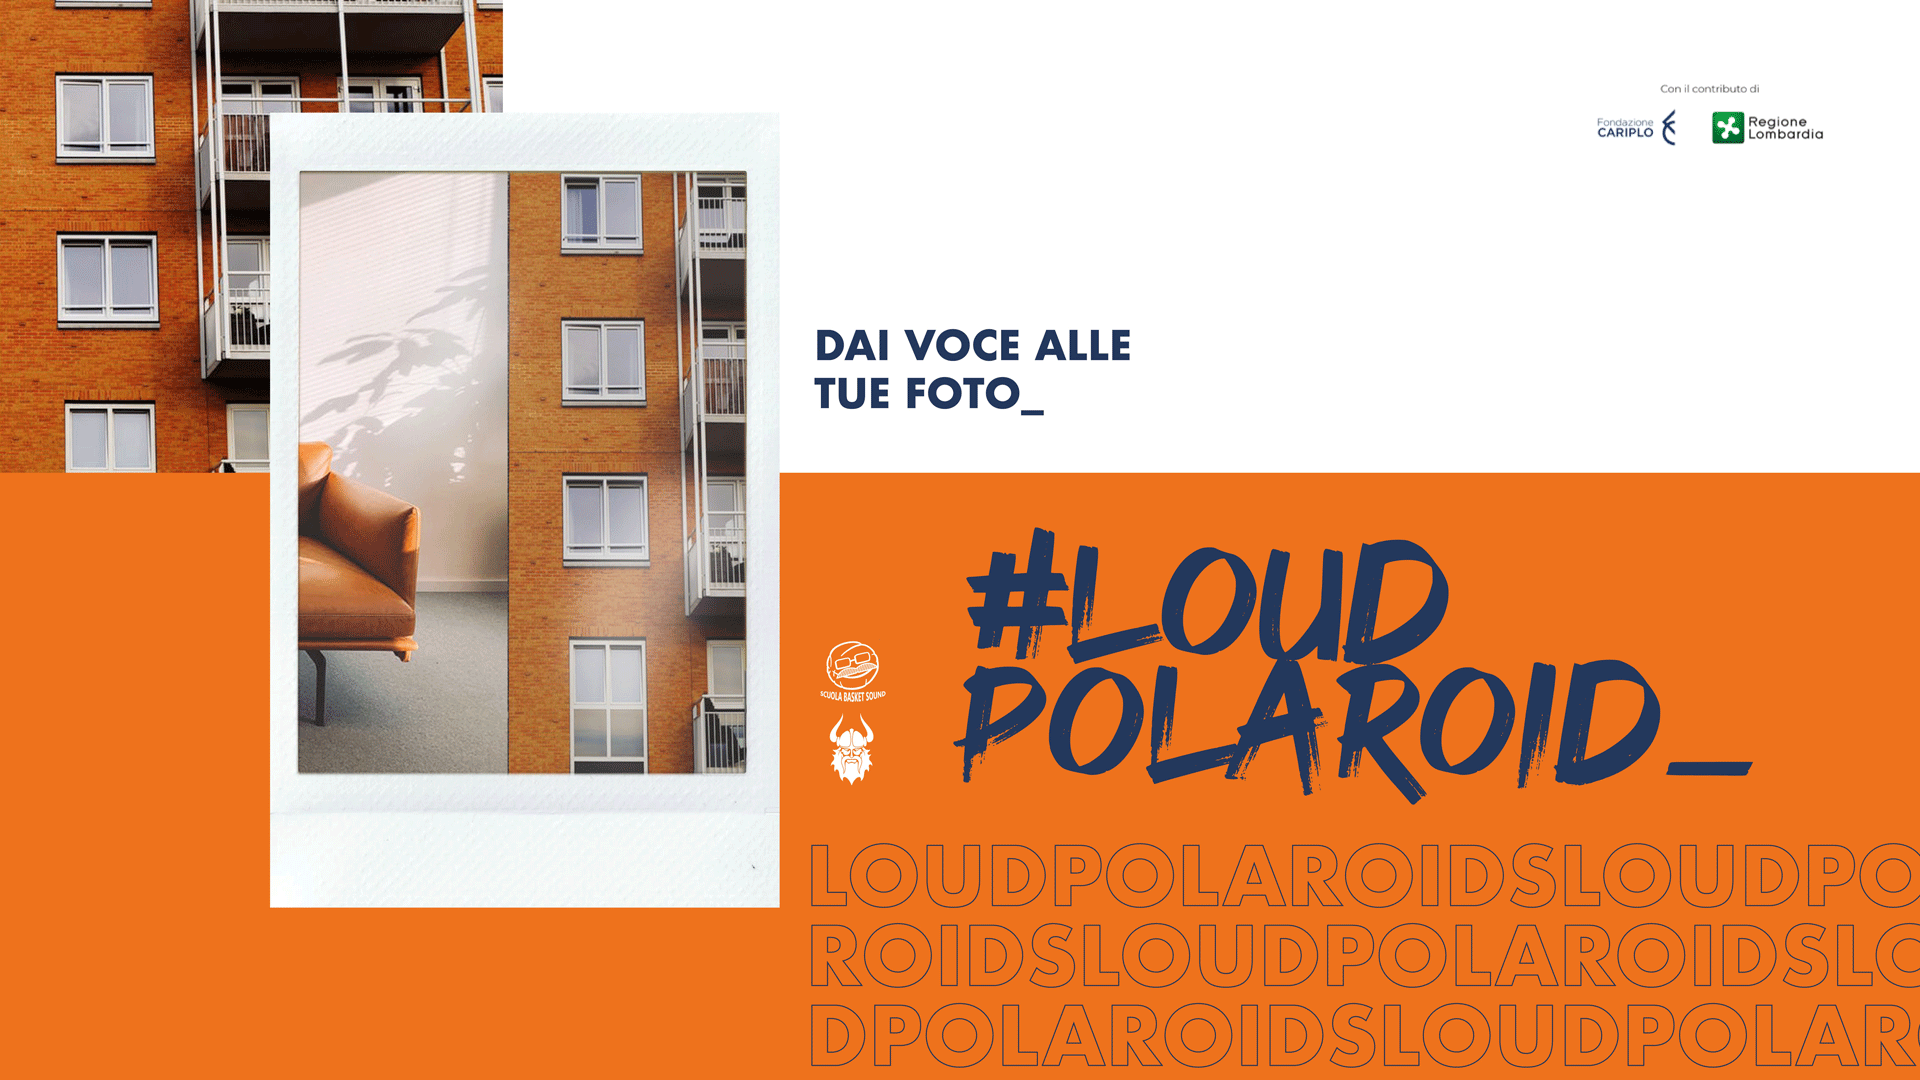 Con il contributo di
Fondazione
CARIPLO
Regione
Lombardia
DAI VOCE ALLE
TUE FOTO_
#LOUD
POLAROID_
SCUOLA BASKET SOUND
LOUDPOLAROIDSLOUDPO
ROIDSLOUDPOLAROIDSLO
DPOLAROIDSLOUDPOLAR